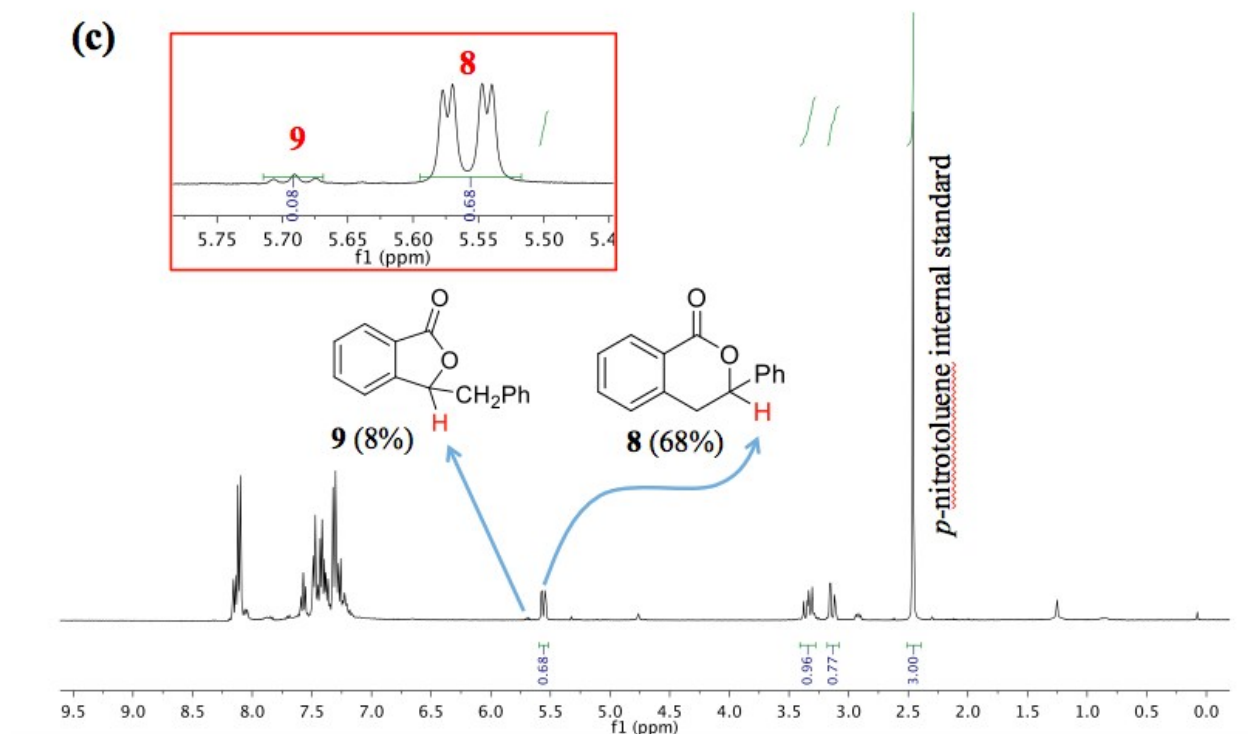 (c)
8
9
0.08
0.68
5.75 5.70 5.65 5.60 5.55 5.50 5.4
f1 (ppm)
O
O
CH2Ph
H
9 (8%)
O
O
Ph
H
8 (68%)
p-nitrotoluene internal standard
0.68
0.96
0.77
3.00
9.5 9.0 8.5 8.0 7.5 7.0 6.5 6.0 5.5 5.0 4.5 4.0 3.5 3.0 2.5 2.0 1.5 1.0 0.5 0.0
f1 (ppm)